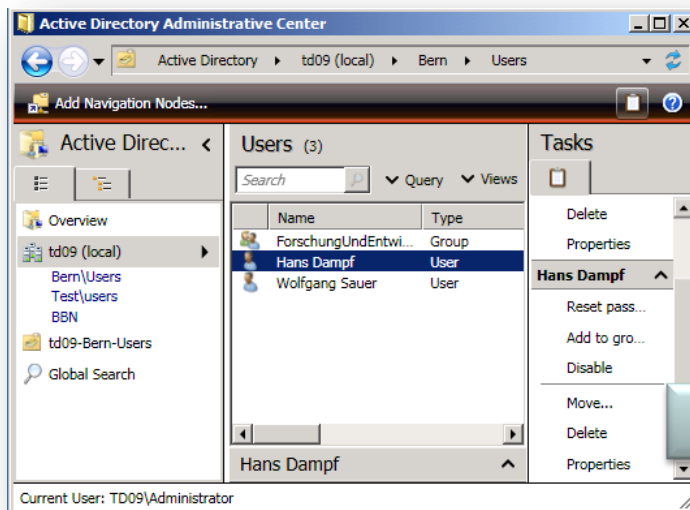 Active Directory Administrative Center
Active Directory ▸ td09 (local) ▸ Bern ▸ Users
Add Navigation Nodes...
Active Direc...
Overview
td09 (local)
Bern\Users
Test\users
BBN
td09-Bern-Users
Global Search
Users (3)
Search Query Views
Name Type
ForschungUndEntwi... Group
Hans Dampf User
Wolfgang Sauer User
Hans Dampf
Tasks
Delete
Properties
Hans Dampf
Reset pass...
Add to gro...
Disable
Move...
Delete
Properties
Current User: TD09\Administrator